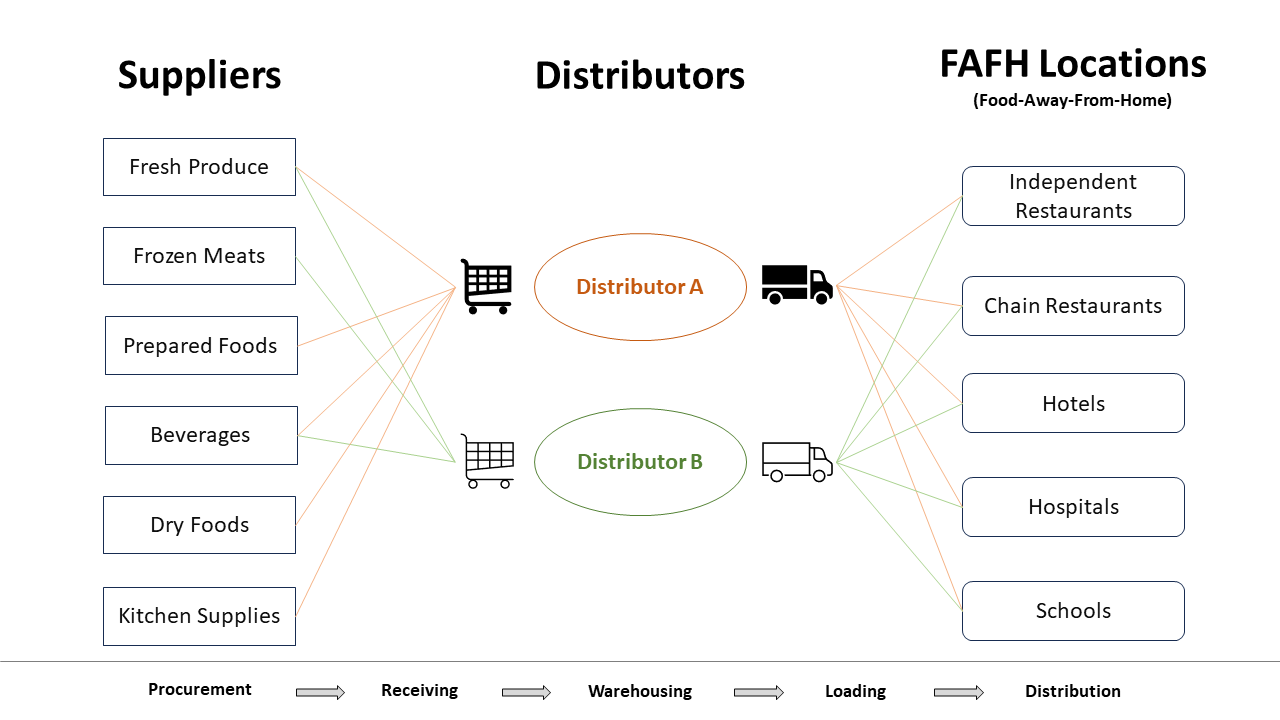 Suppliers
Distributors
FAFH Locations
(Food-Away-From-Home)
Fresh Produce
Frozen Meats
Prepared Foods
Beverages
Dry Foods
Kitchen Supplies
Distributor A
Distributor B
Independent
Restaurants
Chain Restaurants
Hotels
Hospitals
Schools
Procurement
Receiving
Warehousing
Loading
Distribution